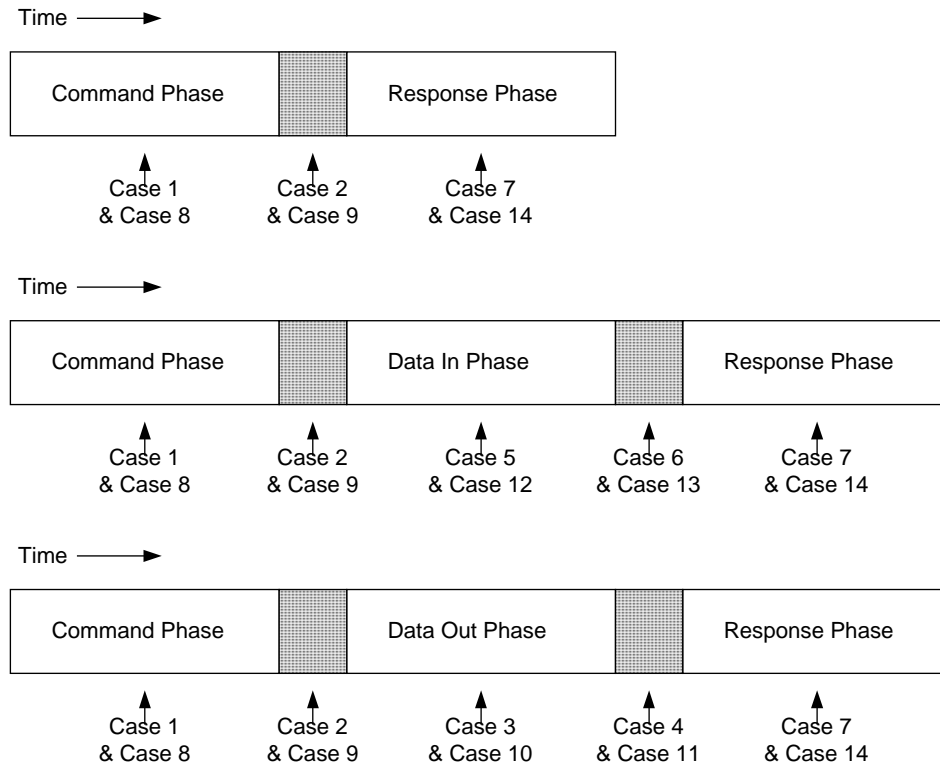 Time
Command Phase Response Phase
Case 1 Case 2 Case 7
& Case 8 & Case 9 & Case 14
Time
Command Phase Data In Phase Response Phase
Case 1 Case 2 Case 5 Case 6 Case 7
& Case 8 & Case 9 & Case 12 & Case 13 & Case 14
Time
Command Phase Data Out Phase Response Phase
Case 1 Case 2 Case 3 Case 4 Case 7
& Case 8 & Case 9 & Case 10 & Case 11 & Case 14